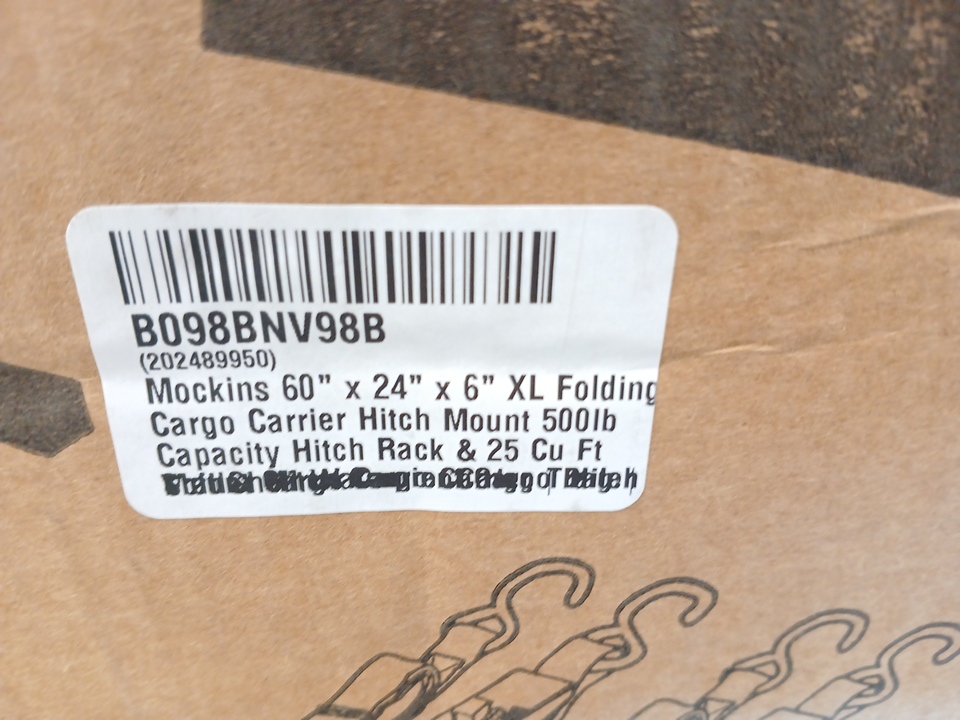 B098BNV98B
(202489950)
Mockins 60” x 24” x 6” XL Folding
Cargo Carrier Hitch Mount 500lb
Capacity Hitch Rack & 25 Cu Ft